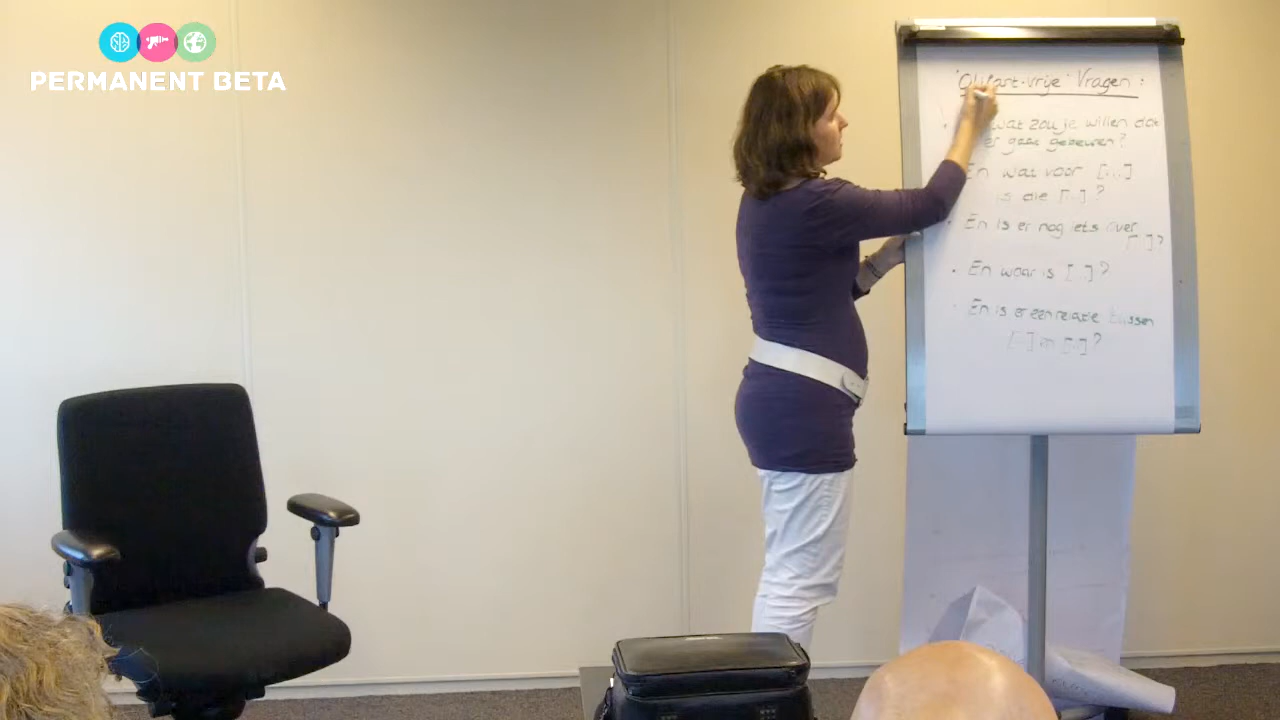 PERMANENT BETA
vrije' Vragen :
wat zou je willen dat
er gaat gebeuren?
En wat voor [...]
is die [...] ?
En is er nog iets over
[...] ?
En waar is [...] ?
En is er een relatie tussen
[...] en [...] ?